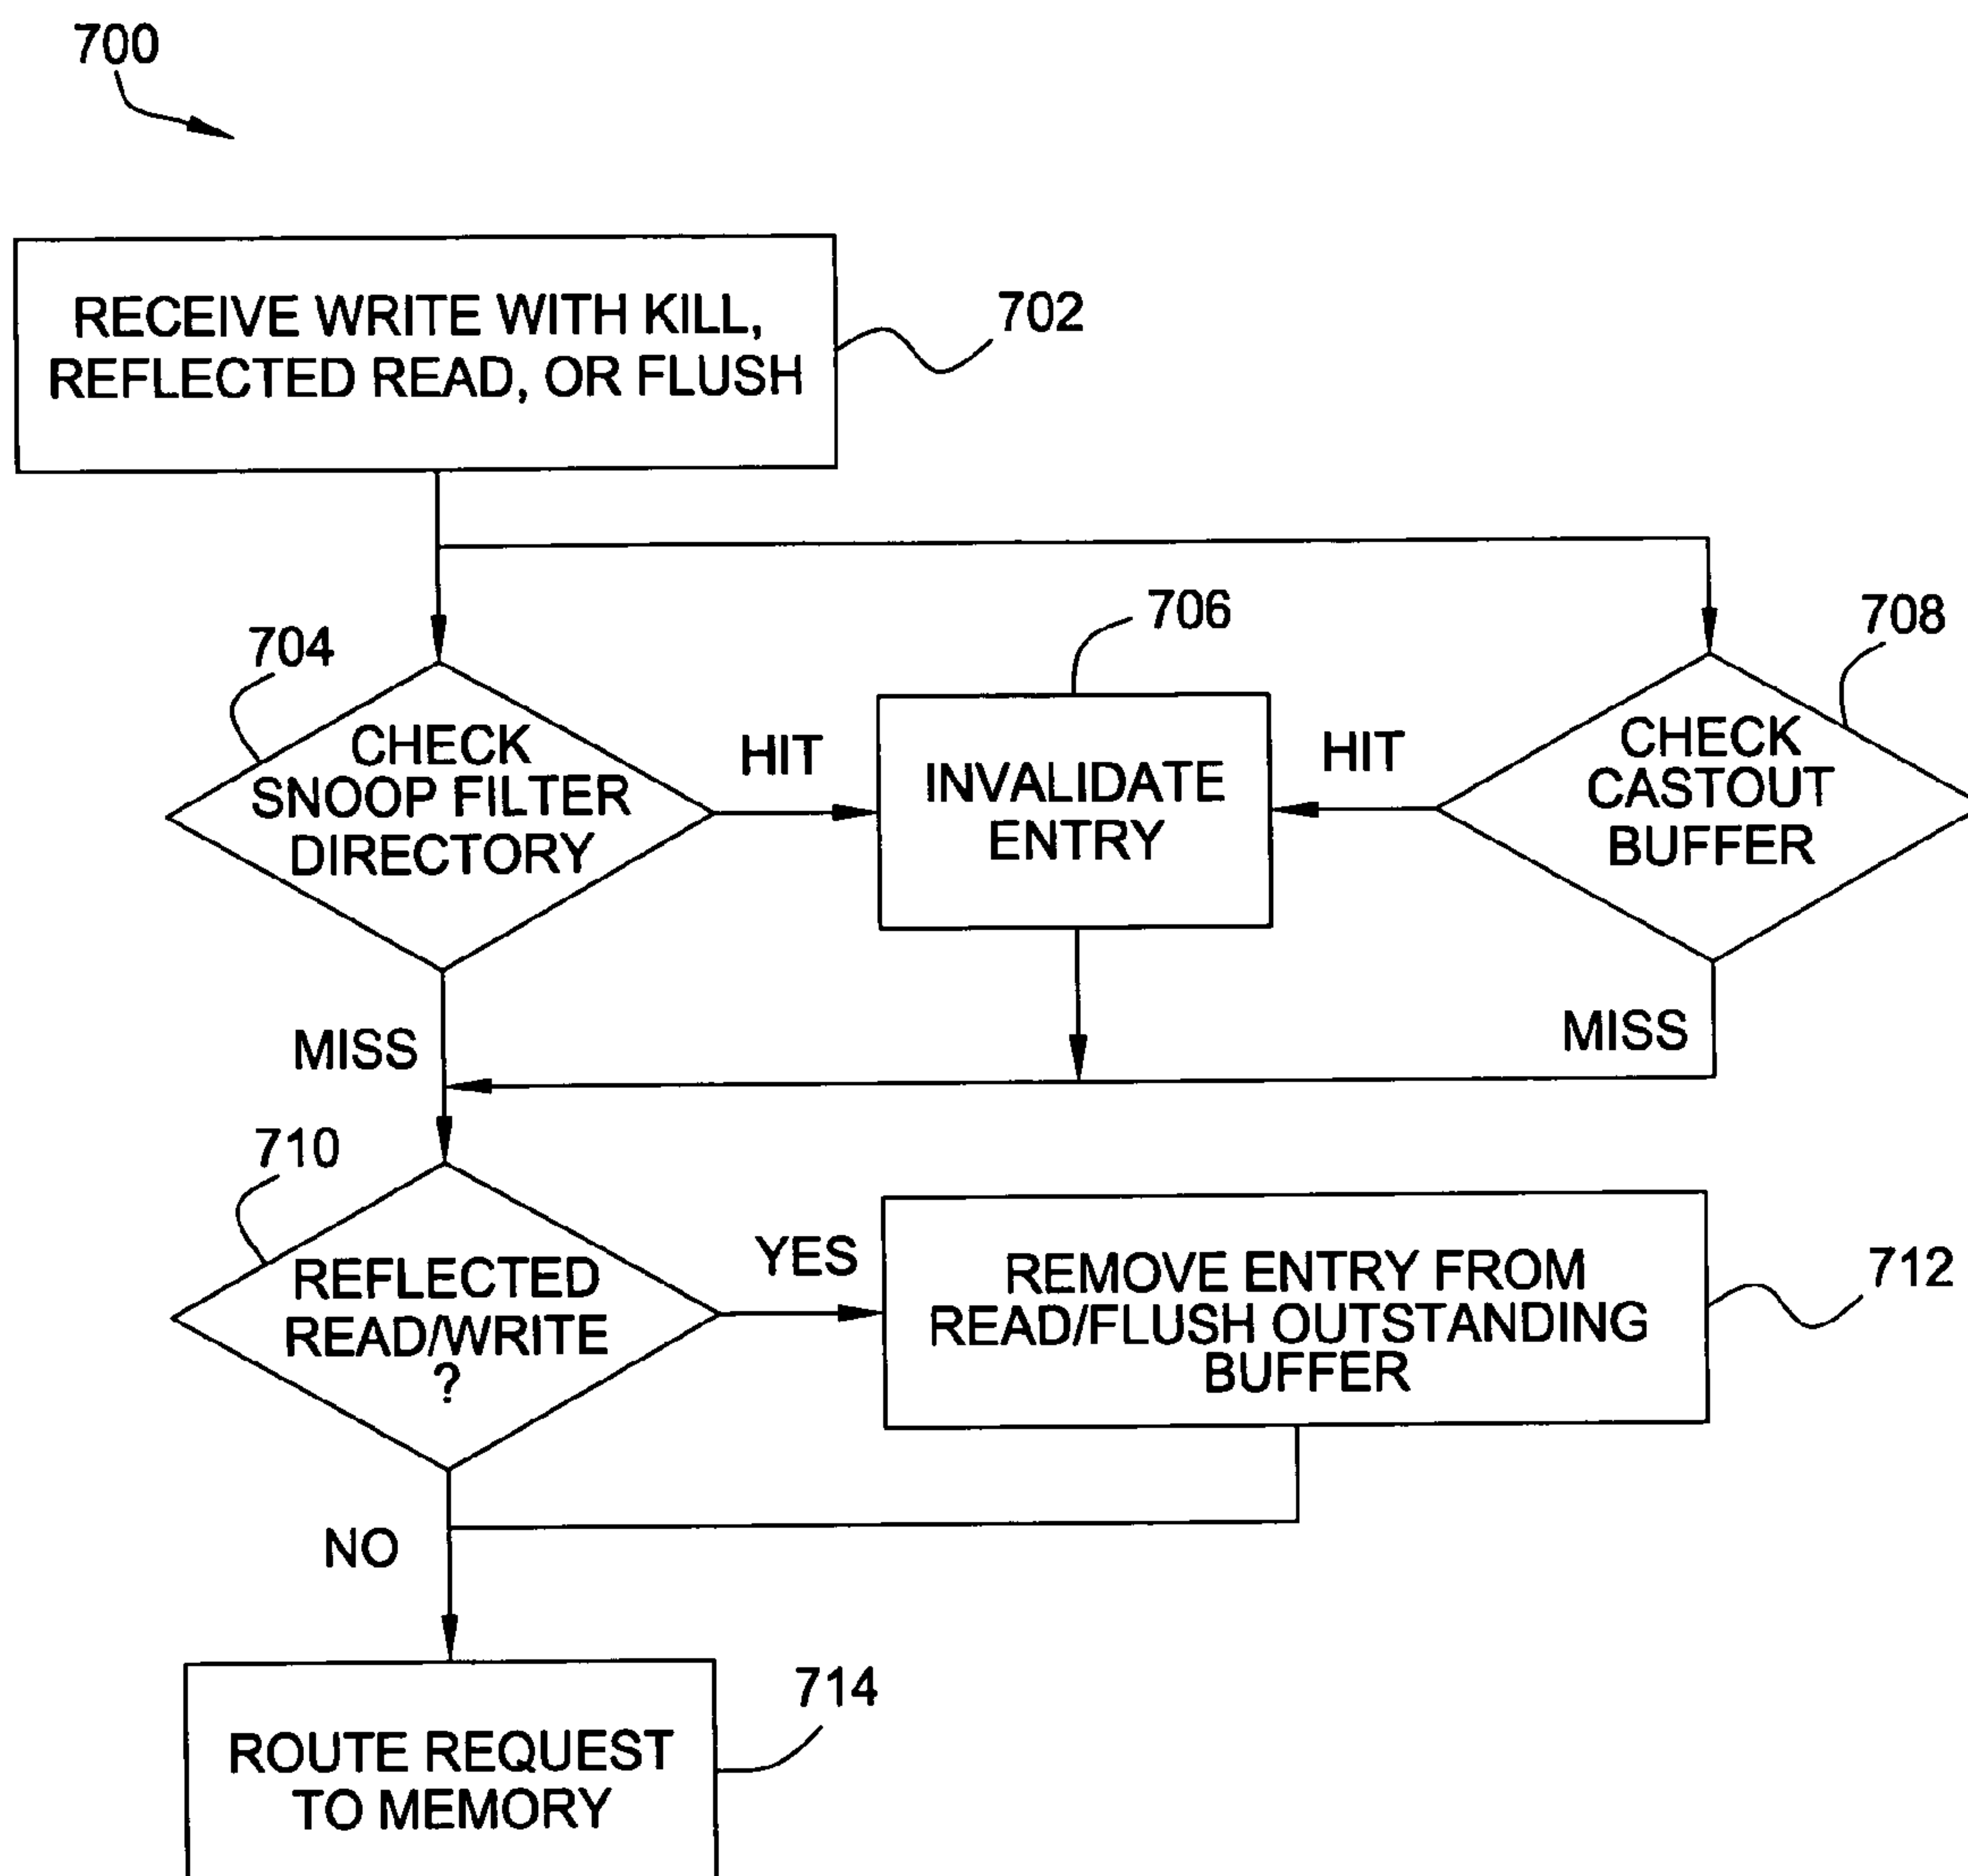 700
RECEIVE WRITE WITH KILL,
REFLECTED READ, OR FLUSH
702
704
706
708
CHECK
SNOOP FILTER
DIRECTORY
HIT
INVALIDATE
ENTRY
HIT
CHECK
CASTOUT
BUFFER
MISS
MISS
710
REFLECTED
READ/WRITE
?
YES
REMOVE ENTRY FROM
READ/FLUSH OUTSTANDING
BUFFER
712
NO
714
ROUTE REQUEST
TO MEMORY